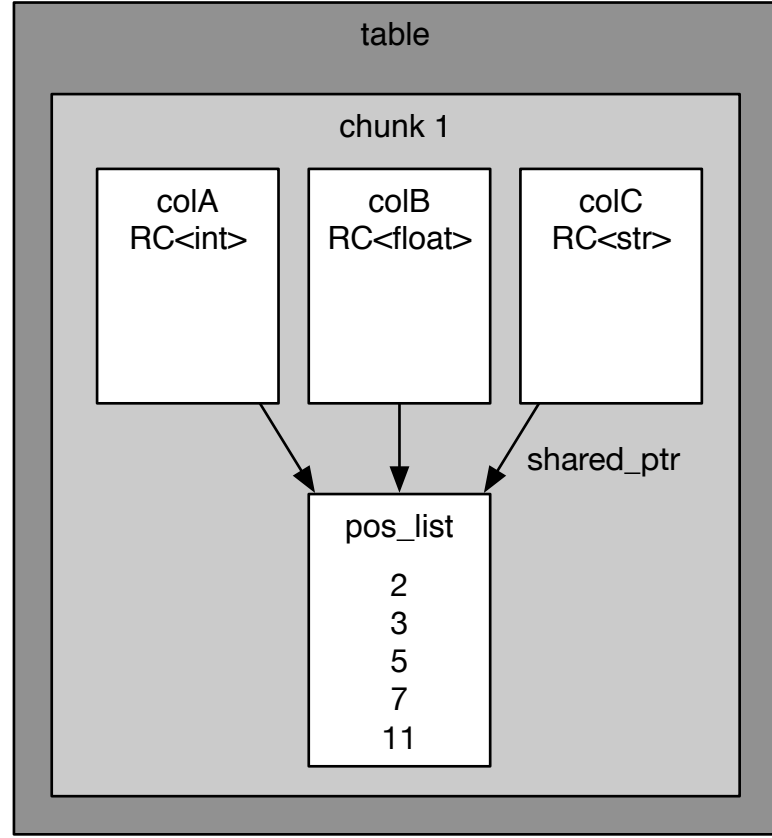 table
chunk 1
colA
RC<int>
colB
RC<float>
colC
RC<str>
shared_ptr
pos_list
2
3
5
7
11